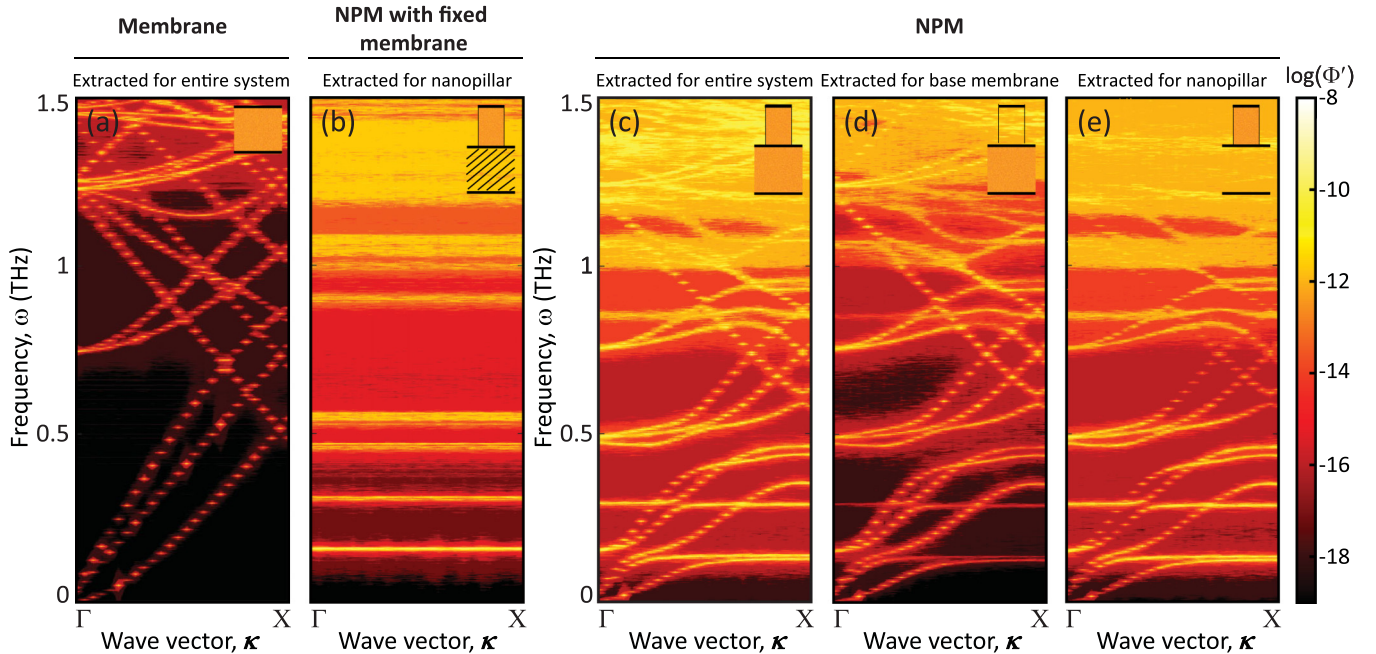 Membrane
NPM with fixed
membrane
NPM
Extracted for entire system
Extracted for nanopillar
Extracted for entire system
Extracted for base membrane
Extracted for nanopillar
log(Φ′)
(a)
(b)
(c)
(d)
(e)
1.5
1
0.5
0
1.5
1
0.5
0
-8
-10
-12
-14
-16
-18
Frequency, ω (THz)
Frequency, ω (THz)
Γ X
Γ X
Γ X
Γ X
Γ X
Wave vector, κ
Wave vector, κ
Wave vector, κ
Wave vector, κ
Wave vector, κ